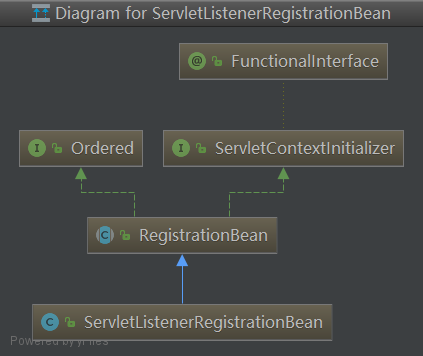 Diagram for ServletListenerRegistrationBean
@ FunctionalInterface
I Ordered
I ServletContextInitializer
C RegistrationBean
C ServletListenerRegistrationBean
Powered by yFiles